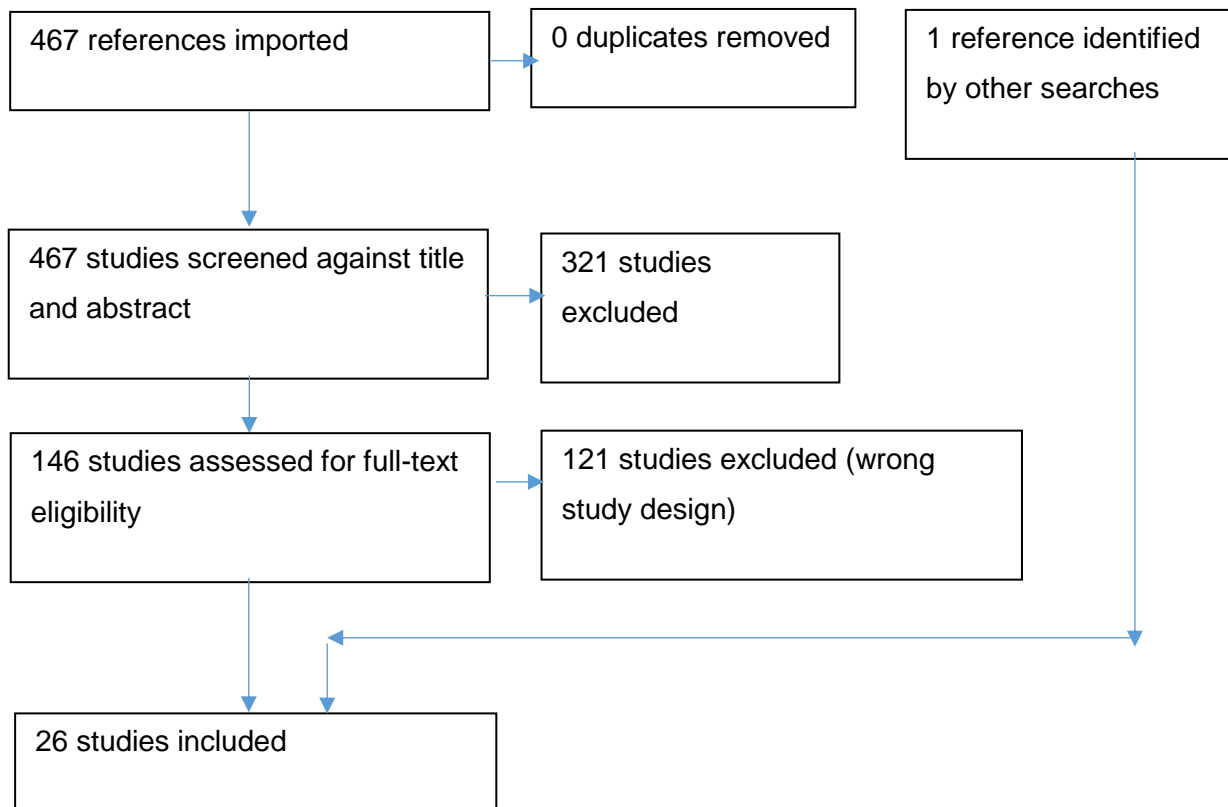 467 references imported
0 duplicates removed
1 reference identified
by other searches
467 studies screened against title
and abstract
321 studies
excluded
146 studies assessed for full-text
eligibility
121 studies excluded (wrong
study design)
26 studies included